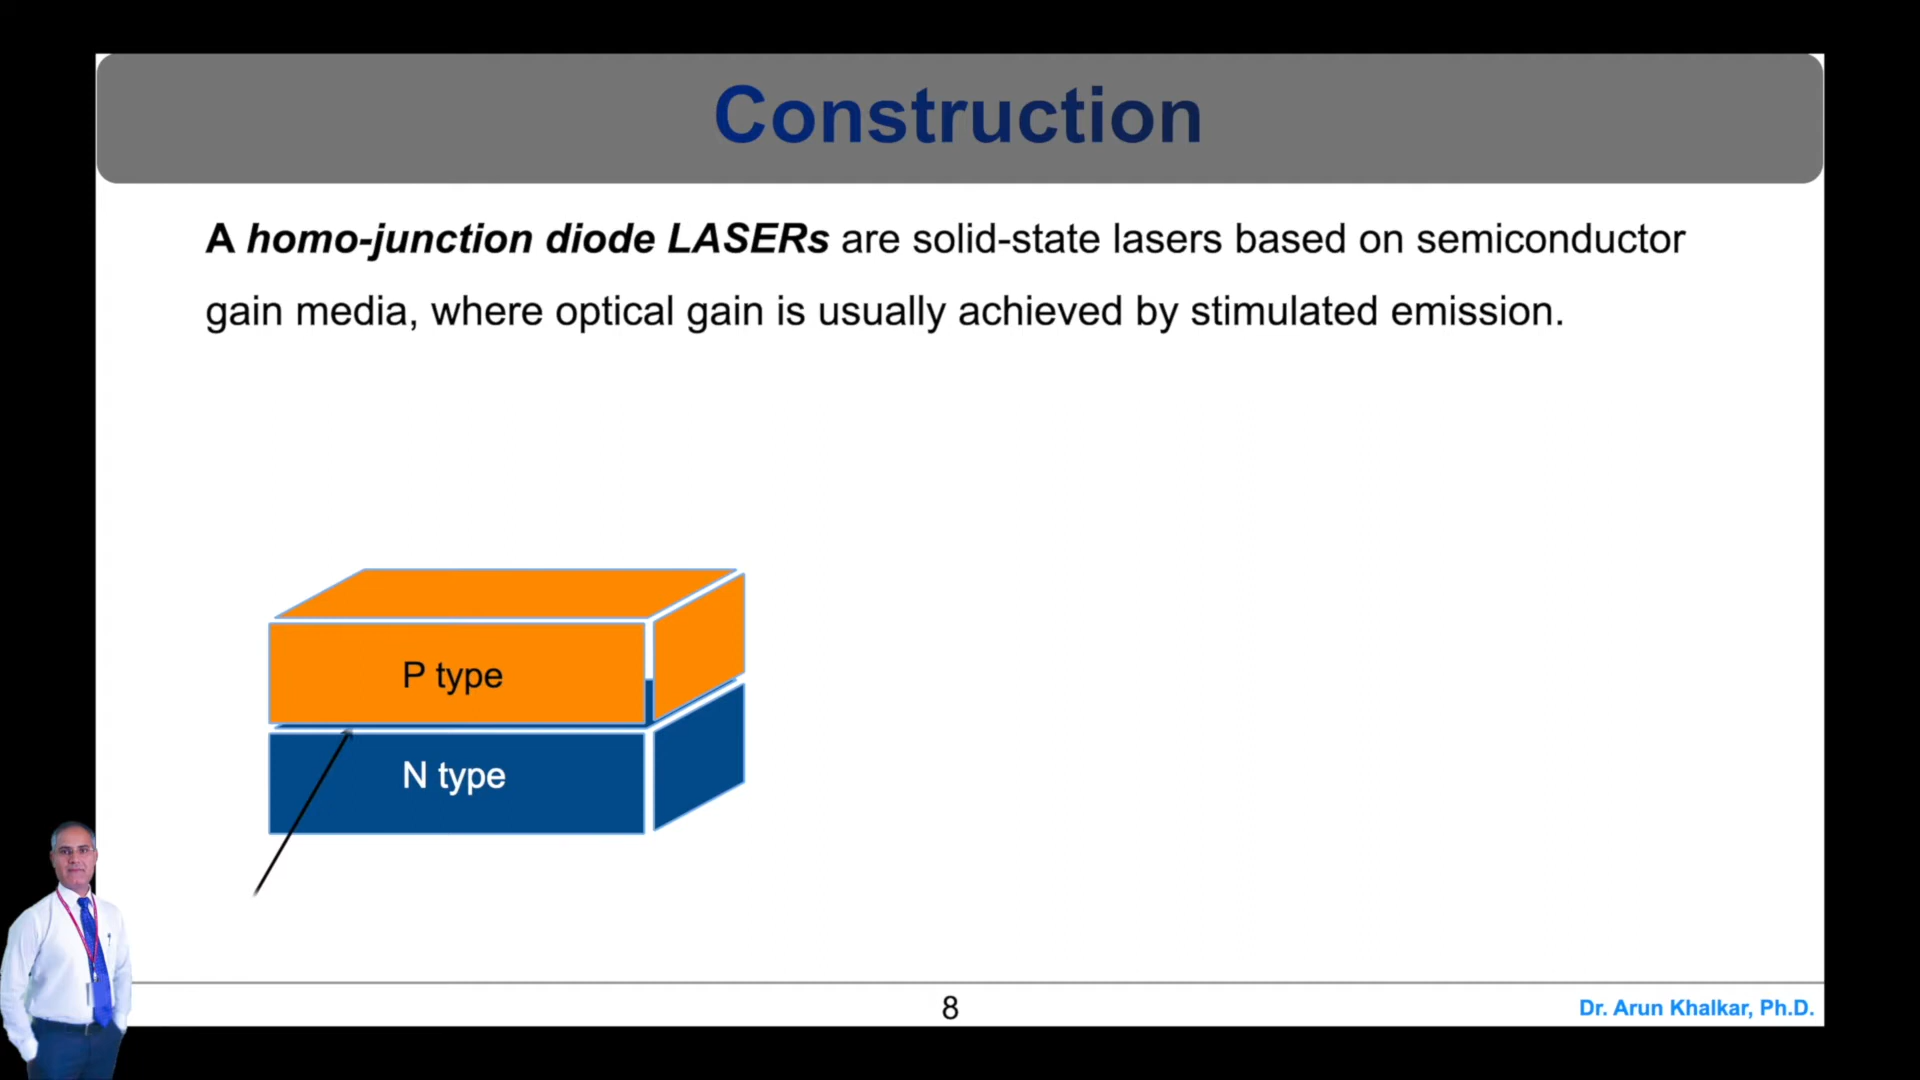 Construction
A homo-junction diode LASERs are solid-state lasers based on semiconductor
gain media, where optical gain is usually achieved by stimulated emission.
P type
N type
8
Dr. Arun Khalkar, Ph.D.